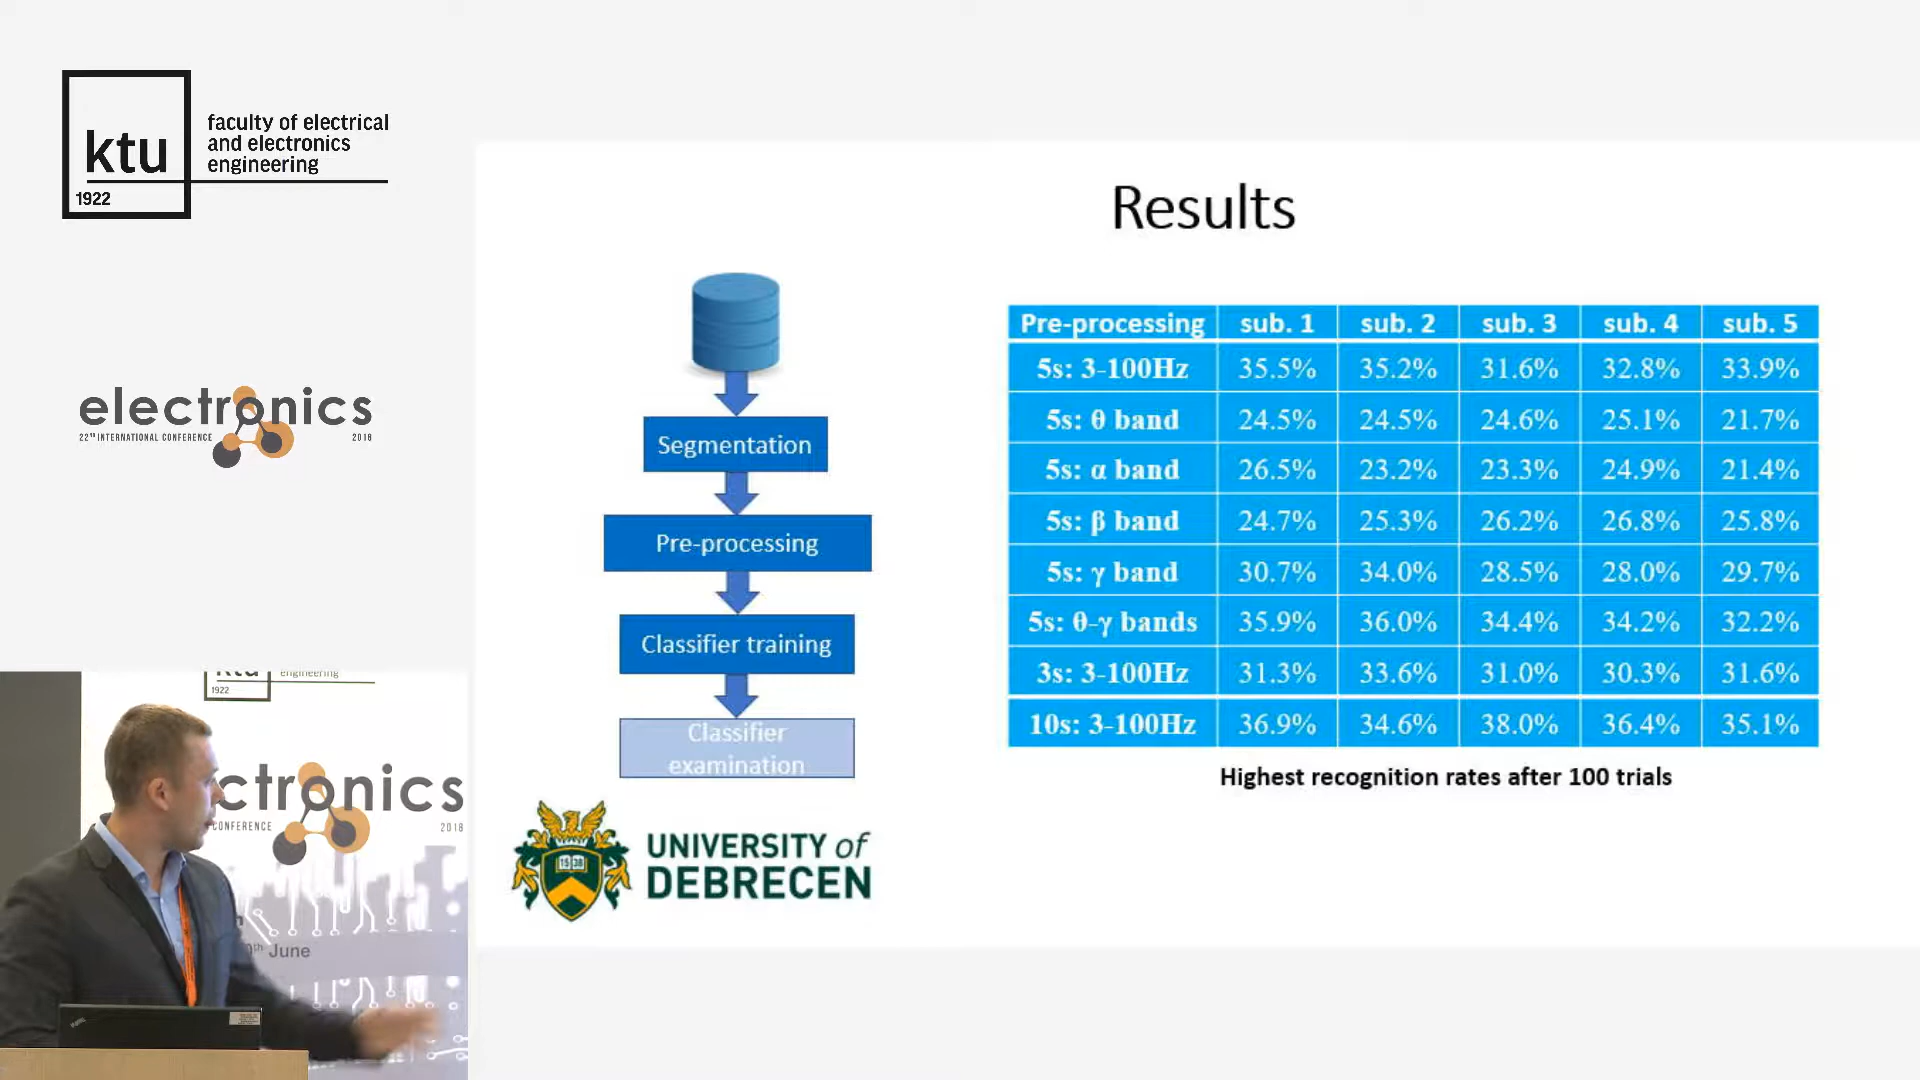 ktu
1922
faculty of electrical
and electronics
engineering
electronics
22nd INTERNATIONAL CONFERENCE
2018
Results
Segmentation
Pre-processing
Classifier training
Classifier
examination
Pre-processing sub. 1 sub. 2 sub. 3 sub. 4 sub. 5
5s: 3-100Hz 35.5% 35.2% 31.6% 32.8% 33.9%
5s: θ band 24.5% 24.5% 24.6% 25.1% 21.7%
5s: α band 26.5% 23.2% 23.3% 24.9% 21.4%
5s: β band 24.7% 25.3% 26.2% 26.8% 25.8%
5s: γ band 30.7% 34.0% 28.5% 28.0% 29.7%
5s: θ-γ bands 35.9% 36.0% 34.4% 34.2% 32.2%
3s: 3-100Hz 31.3% 33.6% 31.0% 30.3% 31.6%
10s: 3-100Hz 36.9% 34.6% 38.0% 36.4% 35.1%
Highest recognition rates after 100 trials
1538
UNIVERSITY of
DEBRECEN
1922
engineering
ctronics
CONFERENCE
2018
th June